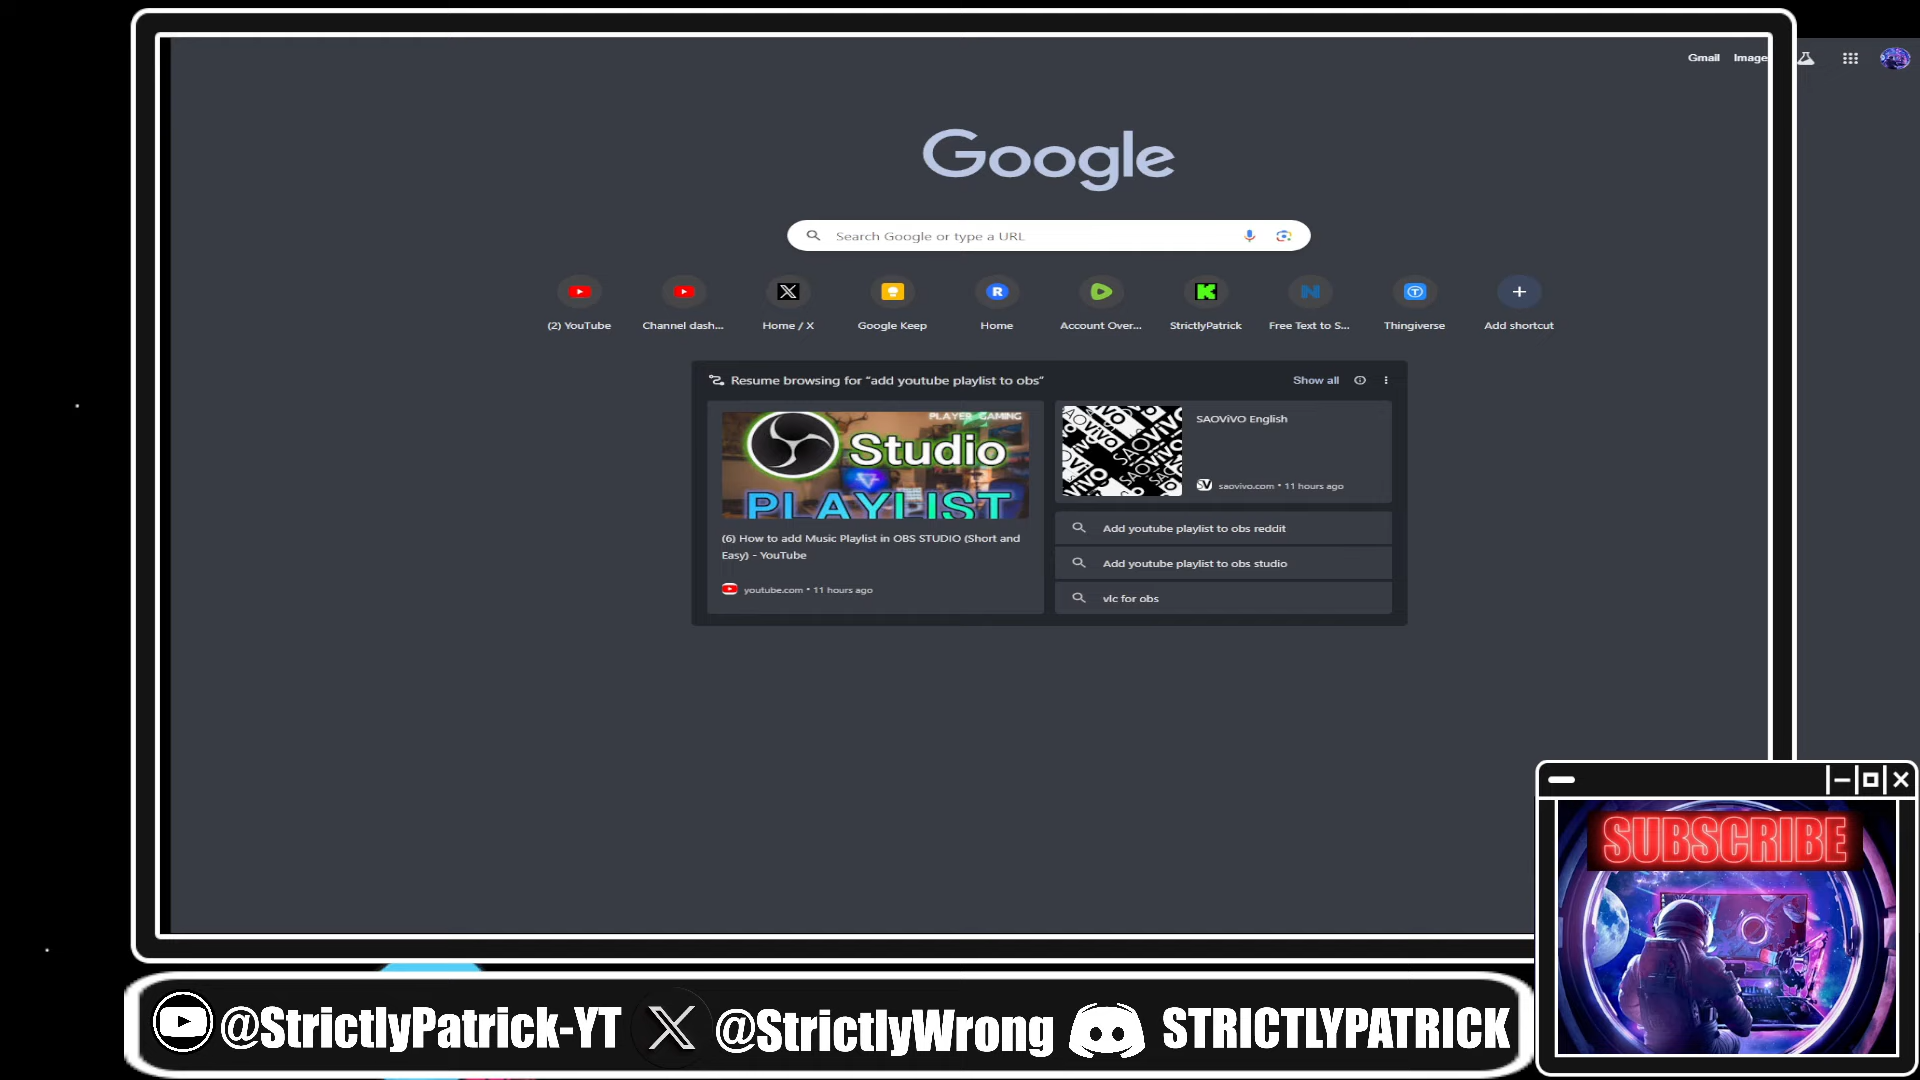 Gmail Image
Google
Search Google or type a URL
(2) YouTube
Channel dash...
Home / X
Google Keep
Home
Account Over...
StrictlyPatrick
Free Text to S...
Thingiverse
Add shortcut
Resume browsing for “add youtube playlist to obs”
Show all
PLAYER GAMING
Studio
PLAYLIST
(6) How to add Music Playlist in OBS STUDIO (Short and
Easy) - YouTube
youtube.com • 11 hours ago
SAOVIVO English
saovivo.com • 11 hours ago
Add youtube playlist to obs reddit
Add youtube playlist to obs studio
vlc for obs
SUBSCRIBE
@StrictlyPatrick-YT
@StrictlyWrong
STRICTLYPATRICK